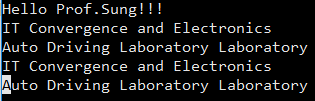 Hello Prof.Sung!!!
IT Convergence and Electronics
Auto Driving Laboratory Laboratory
IT Convergence and Electronics
Auto Driving Laboratory Laboratory